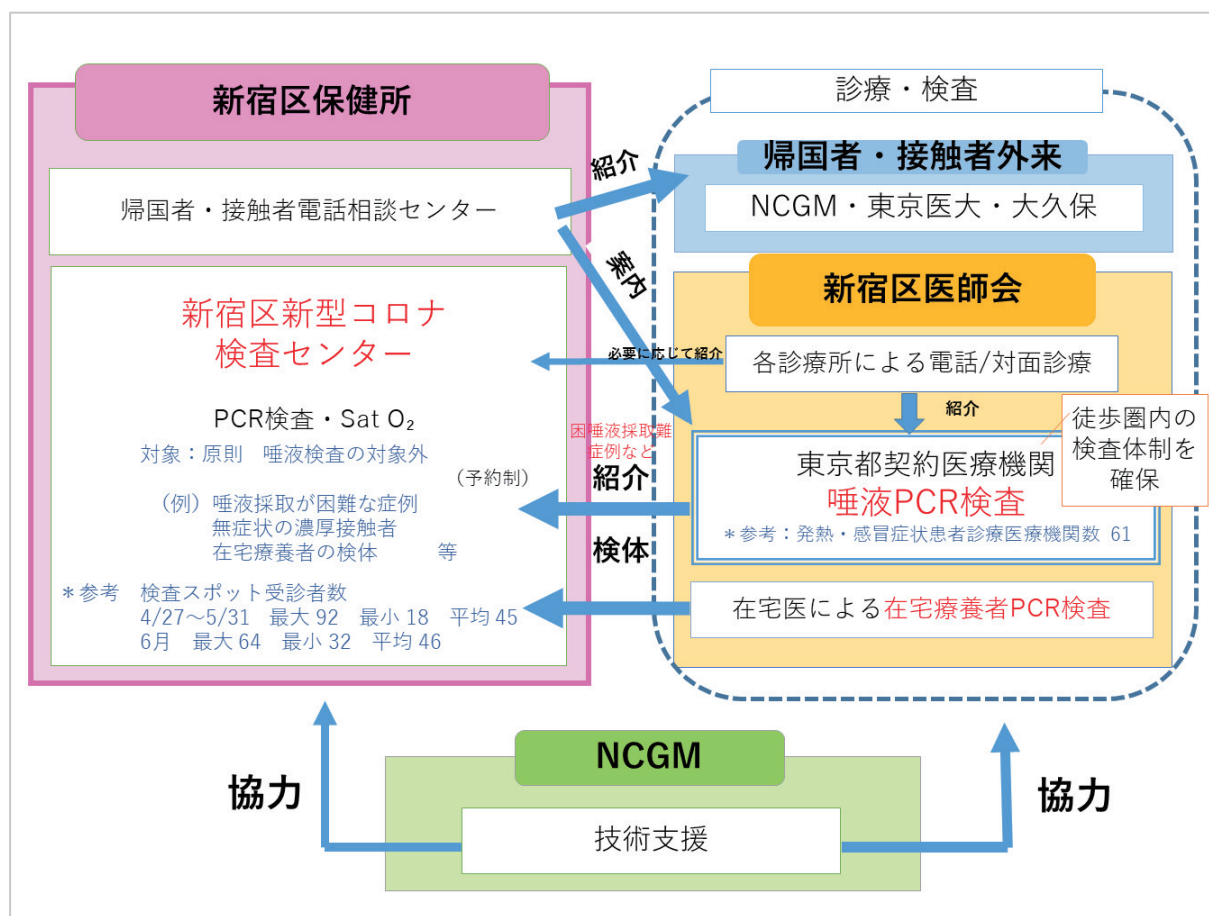 新宿区保健所
帰国者・接触者電話相談センター
新宿区新型コロナ
検査センター
PCR検査・Sat O₂
対象：原則　唾液検査の対象外
（予約制）
（例）唾液採取が困難な症例
無症状の濃厚接触者
在宅療養者の検体　　等
＊参考　検査スポット受診者数
4/27～5/31　最大 92　最小 18　平均 45
6月　最大 64　最小 32　平均 46
紹介
案内
必要に応じて紹介
困唾液採取難
症例など
紹介
検体
診療・検査
帰国者・接触者外来
NCGM・東京医大・大久保
新宿区医師会
各診療所による電話/対面診療
紹介
徒歩圏内の
検査体制を
確保
東京都契約医療機関
唾液PCR検査
＊参考：発熱・感冒症状患者診療医療機関数 61
在宅医による在宅療養者PCR検査
NCGM
技術支援
協力
協力